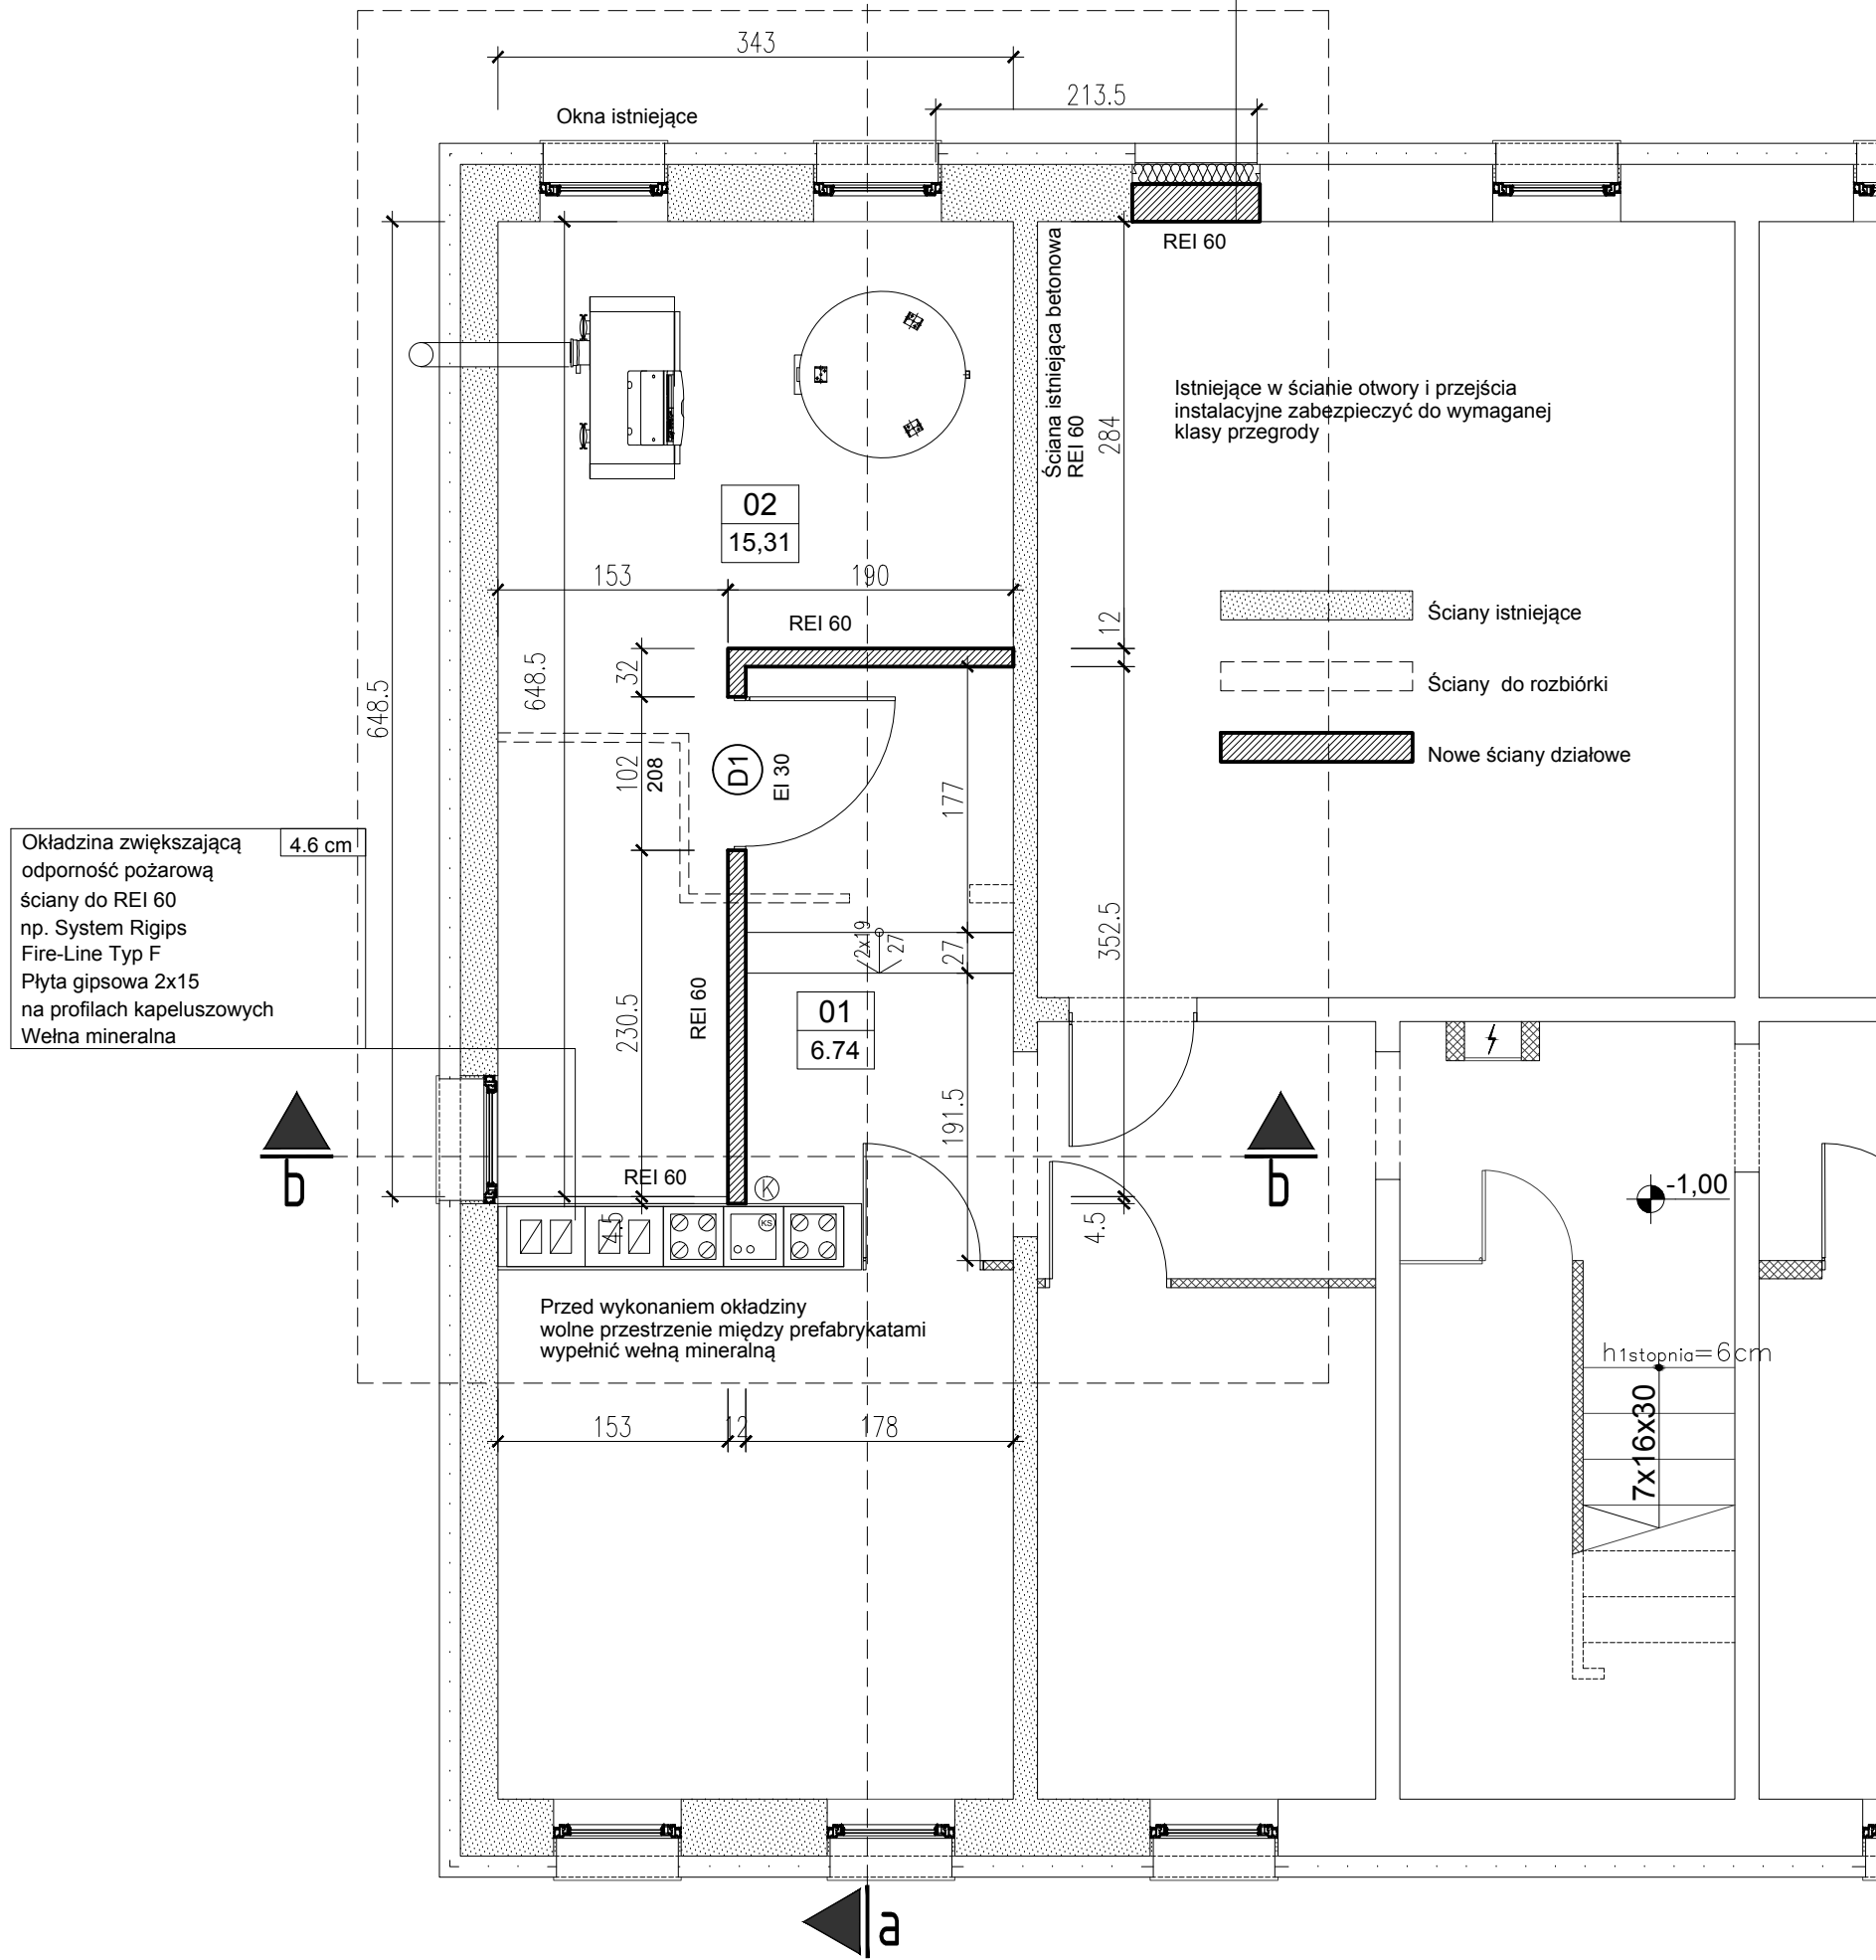 343
213.5
Okna istniejące
REI 60
Ściana istniejąca betonowa
REI 60
284
Istniejące w ścianie otwory i przejścia
instalacyjne zabezpieczyć do wymaganej
klasy przegrody
02
15,31
153
190
REI 60
12
Ściany istniejące
Ściany do rozbiórki
Nowe ściany działowe
648.5
648.5
32
102
208
D1
EI 30
177
Okładzina zwiększającą
4.6 cm
odporność pożarową
ściany do REI 60
np. System Rigips
Fire-Line Typ F
Płyta gipsowa 2x15
na profilach kapeluszowych
Wełna mineralna
2x19
27
27
352.5
230.5
REI 60
01
6.74
191.5
b
b
REI 60
K
-1,00
4.5
KS
4.5
Przed wykonaniem okładziny
wolne przestrzenie między prefabrykatami
wypełnić wełną mineralną
h1stopnia=6cm
7x16x30
153
12
178
a